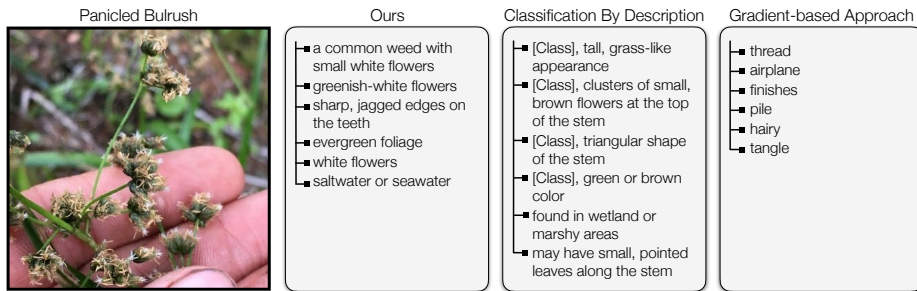 Panicled Bulrush
Ours
a common weed with
small white flowers
greenish-white flowers
sharp, jagged edges on
the teeth
evergreen foliage
white flowers
saltwater or seawater
Classification By Description
[Class], tall, grass-like
appearance
[Class], clusters of small,
brown flowers at the top
of the stem
[Class], triangular shape
of the stem
[Class], green or brown
color
found in wetland or
marshy areas
may have small, pointed
leaves along the stem
Gradient-based Approach
thread
airplane
finishes
pile
hairy
tangle